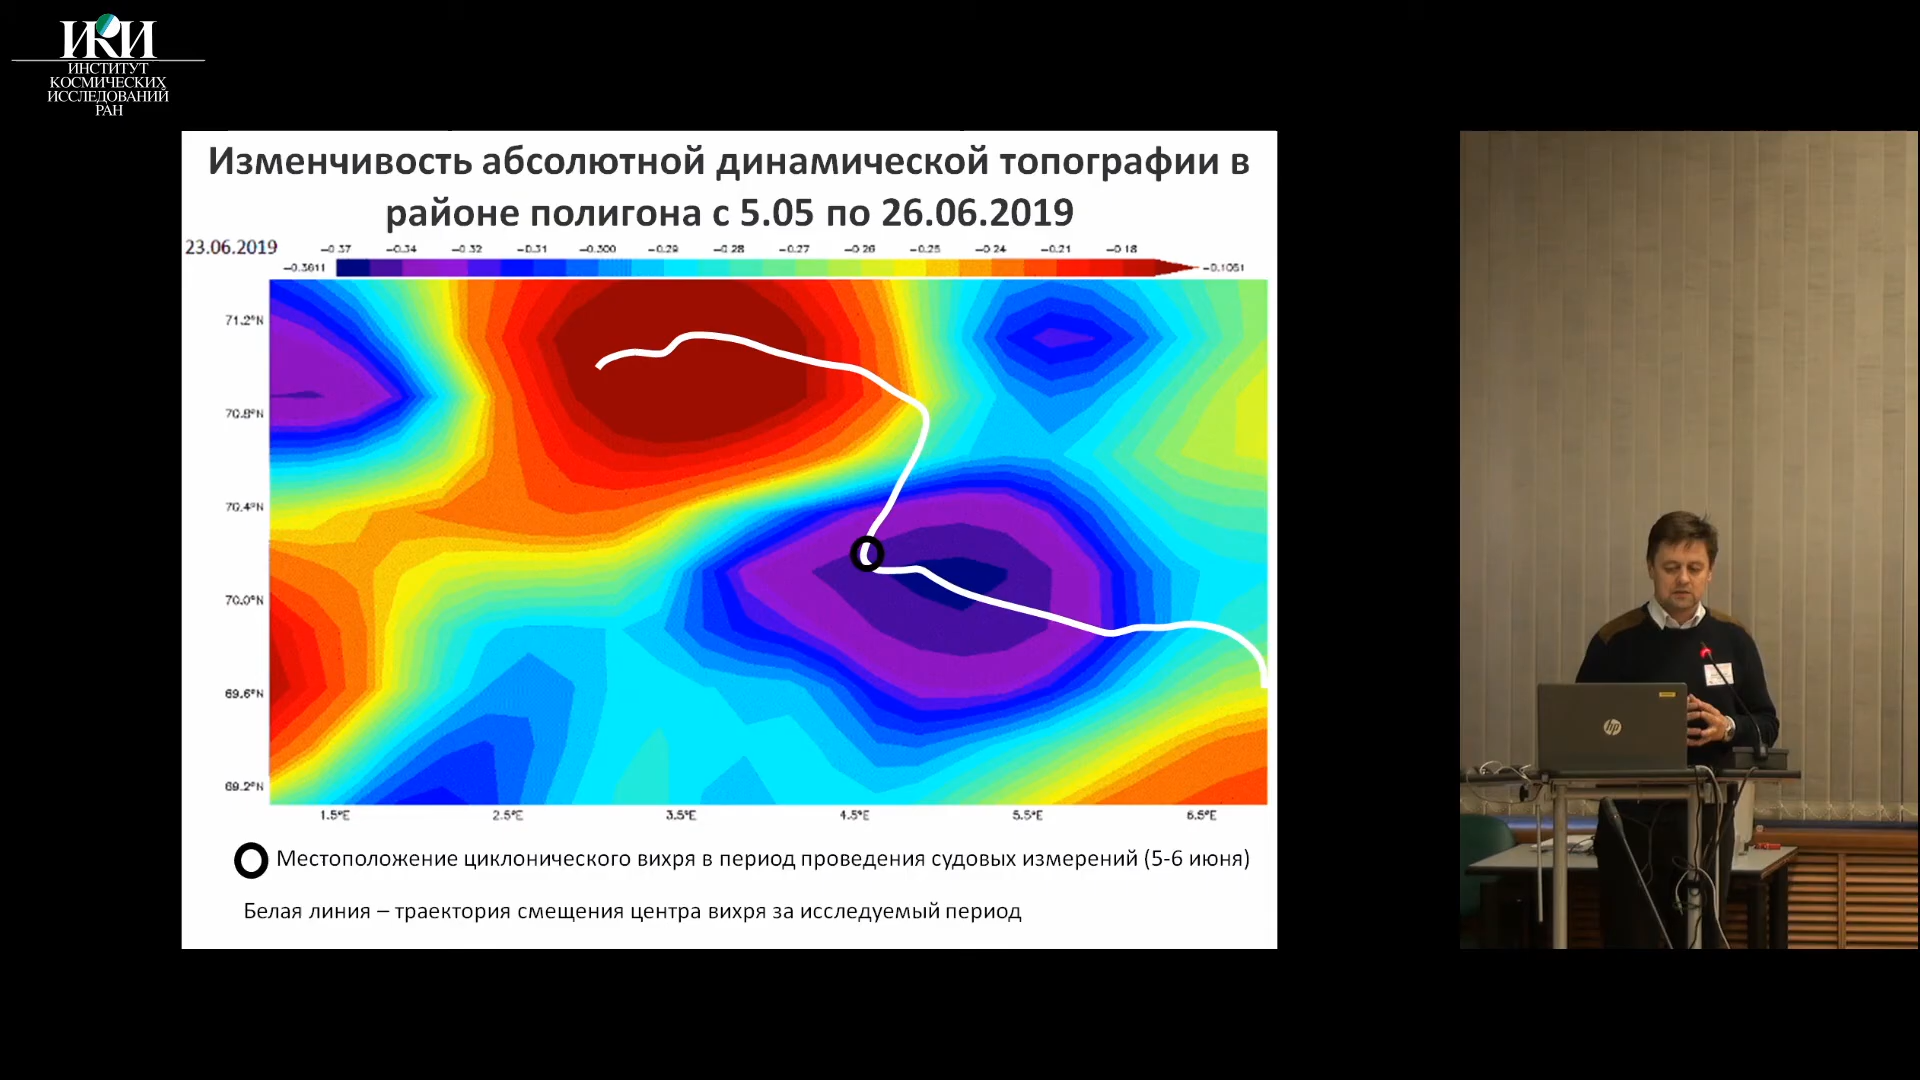 ИКИ
ИНСТИТУТ
КОСМИЧЕСКИХ
ИССЛЕДОВАНИЙ
РАН
Изменчивость абсолютной динамической топографии в
районе полигона с 5.05 по 26.06.2019
23.06.2019
-0.37 -0.34 -0.32 -0.31 -0.300 -0.29 -0.28 -0.27 -0.26 -0.25 -0.24 -0.21 -0.18
-0.3611 -0.1051
71.2°N
70.8°N
70.4°N
70.0°N
69.6°N
69.2°N
1.5°E 2.5°E 3.5°E 4.5°E 5.5°E 6.5°E
Местоположение циклонического вихря в период проведения судовых измерений (5-6 июня)
Белая линия – траектория смещения центра вихря за исследуемый период
hp